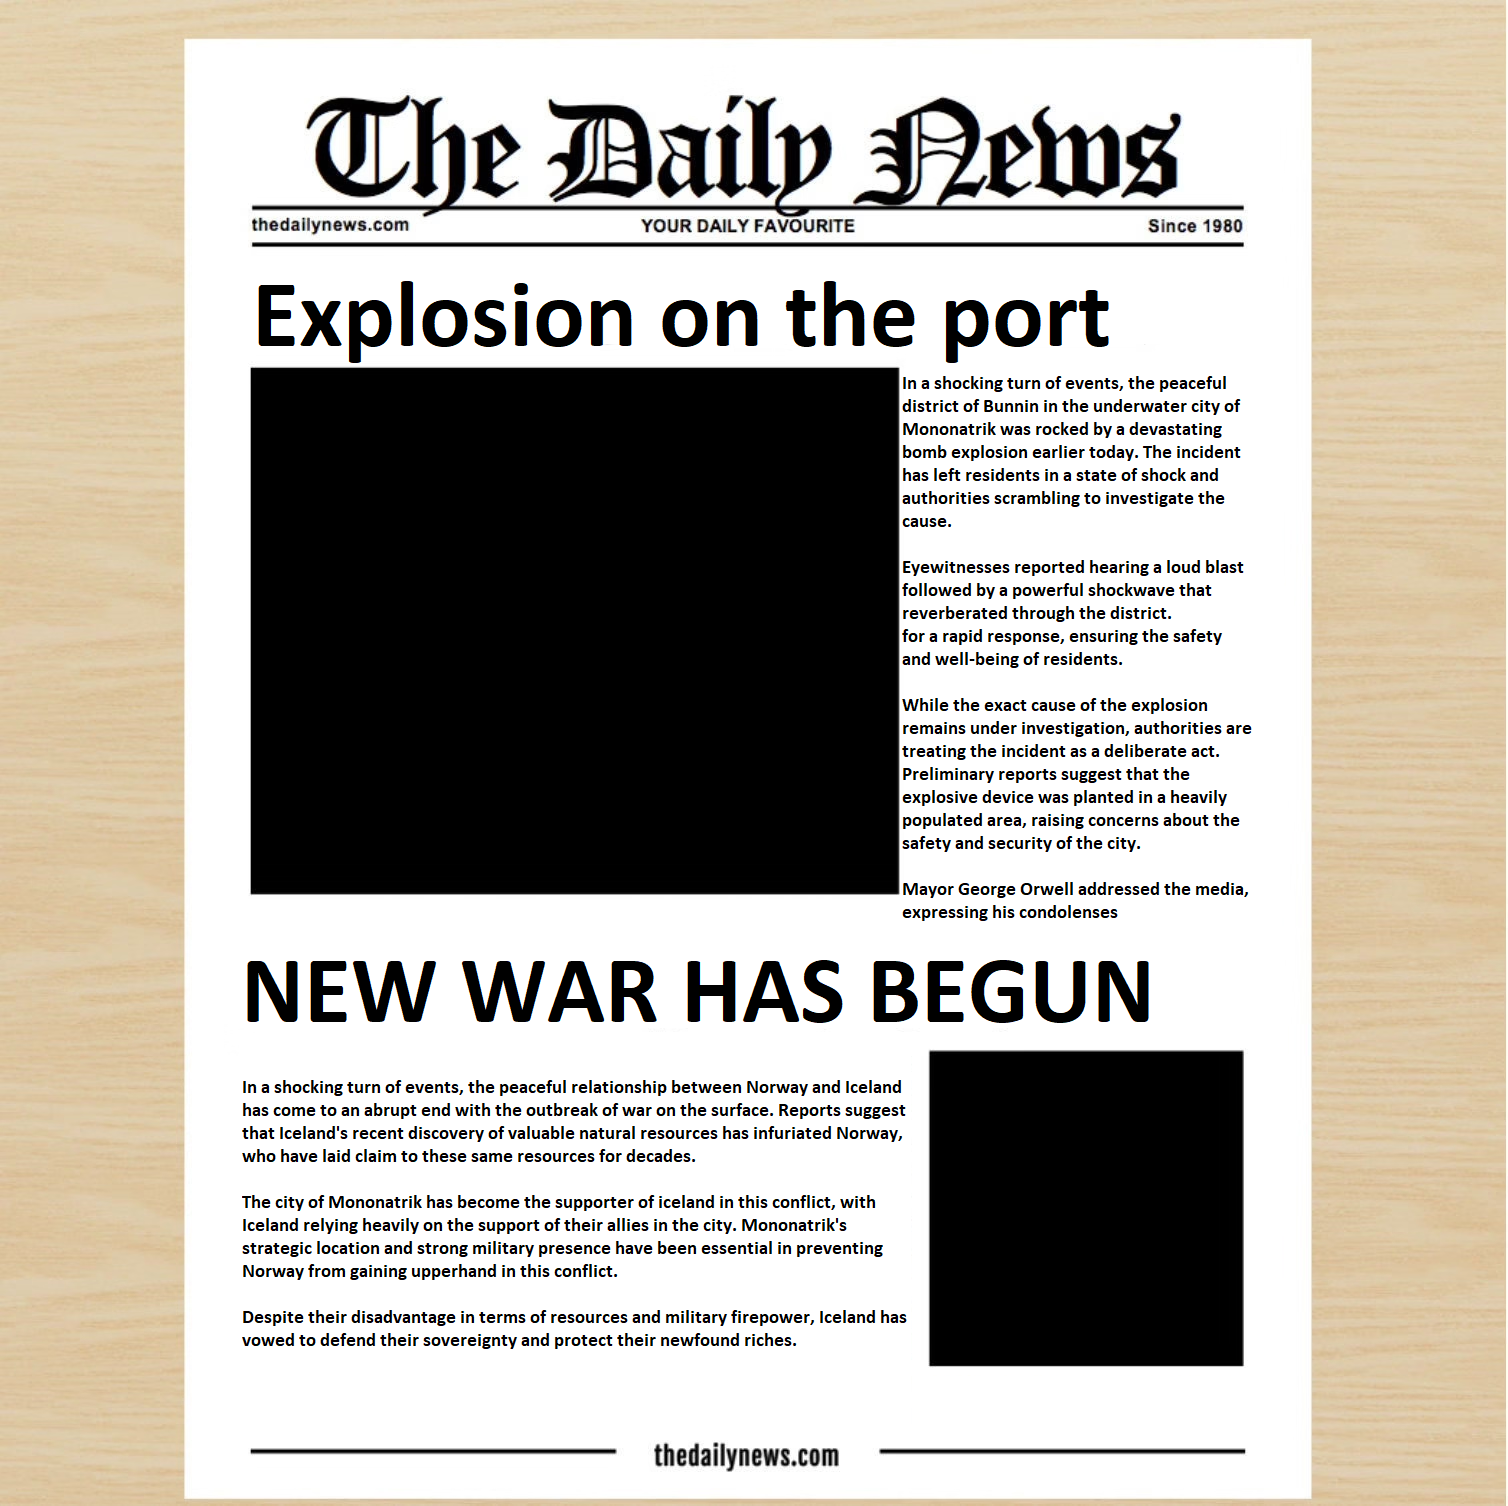 The Daily News
thedailynews.com YOUR DAILY FAVOURITE Since 1980
Explosion on the port
In a shocking turn of events, the peaceful
district of Bunnin in the underwater city of
Mononatrik was rocked by a devastating
bomb explosion earlier today. The incident
has left residents in a state of shock and
authorities scrambling to investigate the
cause.
Eyewitnesses reported hearing a loud blast
followed by a powerful shockwave that
reverberated through the district.
for a rapid response, ensuring the safety
and well-being of residents.
While the exact cause of the explosion
remains under investigation, authorities are
treating the incident as a deliberate act.
Preliminary reports suggest that the
explosive device was planted in a heavily
populated area, raising concerns about the
safety and security of the city.
Mayor George Orwell addressed the media,
expressing his condolenses
NEW WAR HAS BEGUN
In a shocking turn of events, the peaceful relationship between Norway and Iceland
has come to an abrupt end with the outbreak of war on the surface. Reports suggest
that Iceland's recent discovery of valuable natural resources has infuriated Norway,
who have laid claim to these same resources for decades.
The city of Mononatrik has become the supporter of iceland in this conflict, with
Iceland relying heavily on the support of their allies in the city. Mononatrik's
strategic location and strong military presence have been essential in preventing
Norway from gaining upperhand in this conflict.
Despite their disadvantage in terms of resources and military firepower, Iceland has
vowed to defend their sovereignty and protect their newfound riches.
thedailynews.com